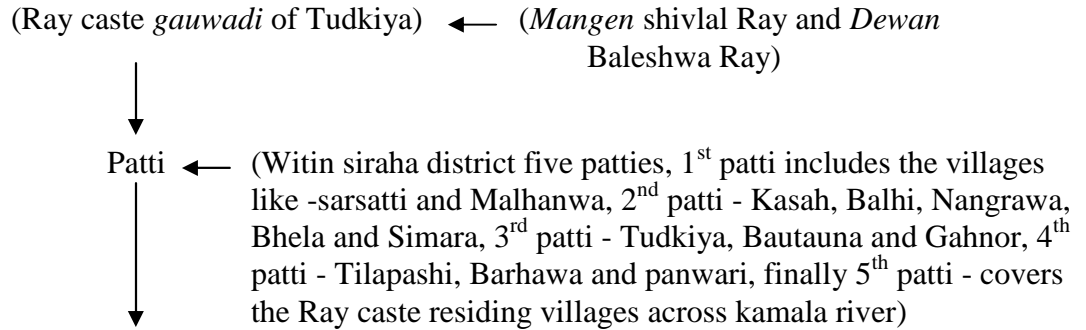 (Ray caste gauwadi of Tudkiya) (Mangen shivlal Ray and Dewan
Baleshwa Ray)
Patti (Witin siraha district five patties, 1st patti includes the villages
like -sarsatti and Malhanwa, 2nd patti - Kasah, Balhi, Nangrawa,
Bhela and Simara, 3rd patti - Tudkiya, Bautauna and Gahnor, 4th
patti - Tilapashi, Barhawa and panwari, finally 5th patti - covers
the Ray caste residing villages across kamala river)